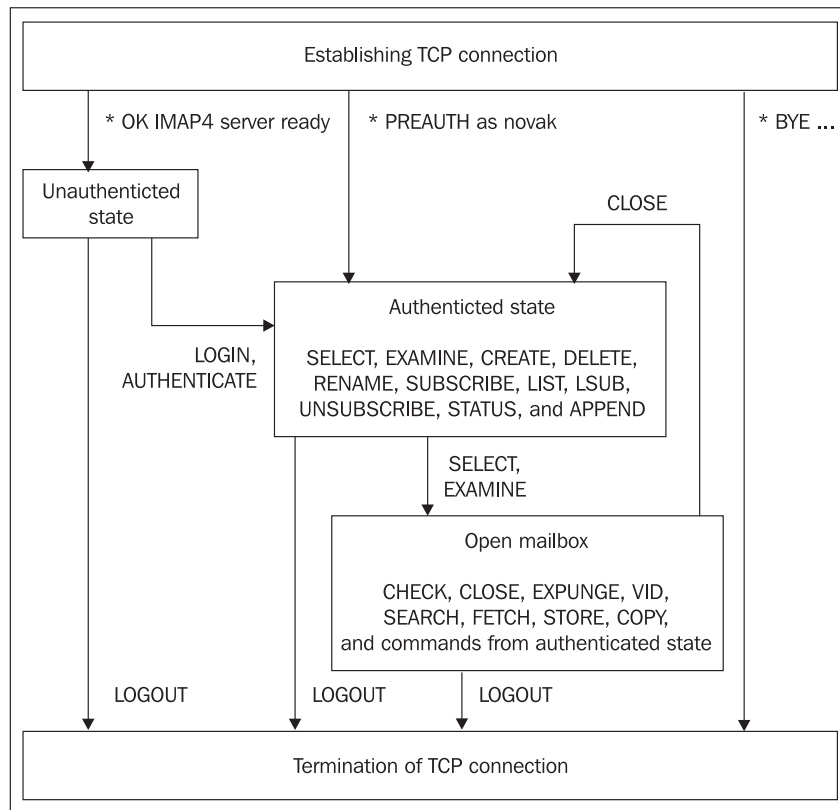 Establishing TCP connection
* OK IMAP4 server ready
* PREAUTH as novak
* BYE ...
Unauthenticted
state
CLOSE
Authenticted state
SELECT, EXAMINE, CREATE, DELETE,
RENAME, SUBSCRIBE, LIST, LSUB,
UNSUBSCRIBE, STATUS, and APPEND
LOGIN,
AUTHENTICATE
SELECT,
EXAMINE
Open mailbox
CHECK, CLOSE, EXPUNGE, VID,
SEARCH, FETCH, STORE, COPY,
and commands from authenticated state
LOGOUT
LOGOUT
LOGOUT
Termination of TCP connection